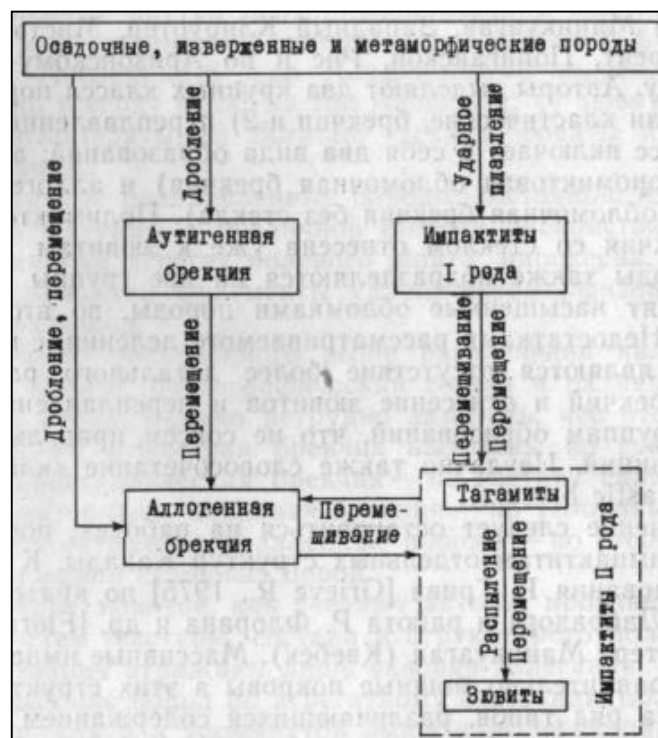 Осадочные, изверженные и метаморфические породы
Дробление, перемещение
Дробление
Ударное
плавление
Аутигенная
брекчия
Импактиты
I рода
Перемещение
Перемешивание
Перемещение
Аллогенная
брекчия
Переме-
шивание
Тагамиты
Распыление
Перемещение
Зювиты
Импактиты II рода